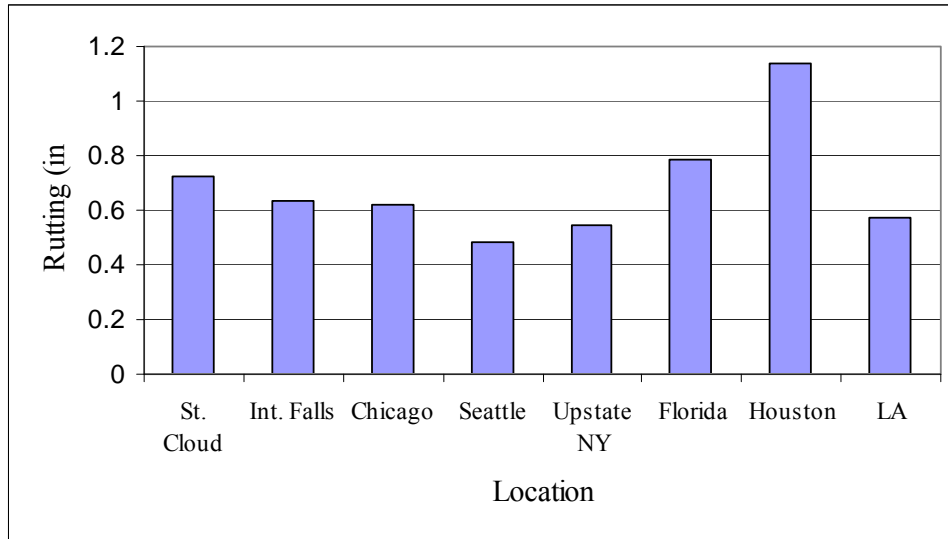 1.2
1
0.8
0.6
0.4
0.2
0
Rutting (in
St.
Cloud
Int. Falls
Chicago
Seattle
Upstate
NY
Florida
Houston
LA
Location